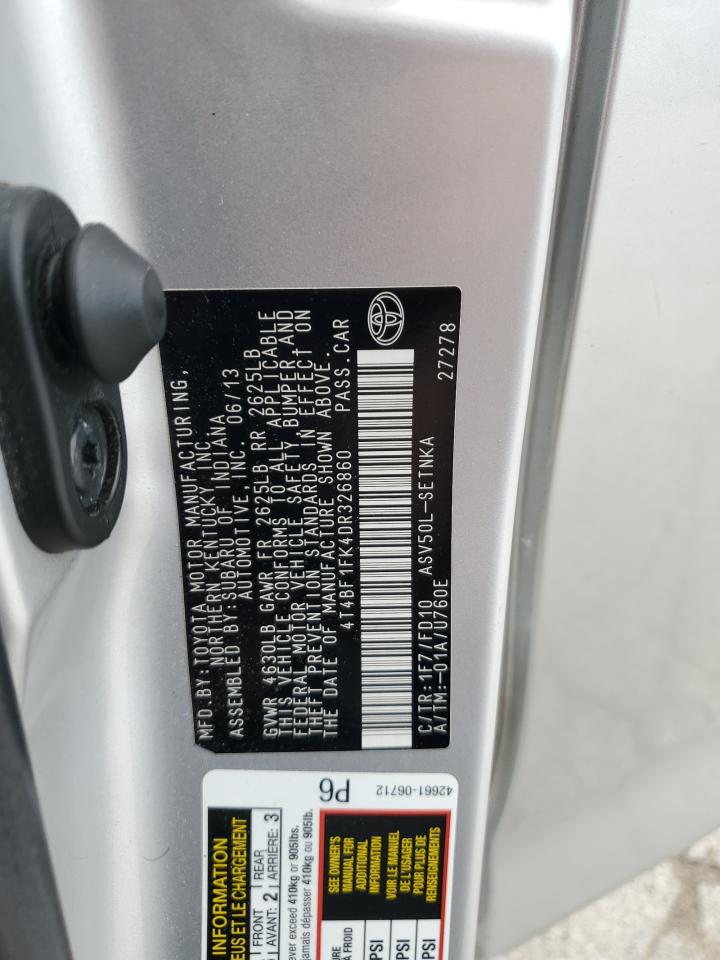 MFD.BY:TOYOTA MOTOR MANUFACTURING,
NORTHERN KENTUCKY, INC.
ASSEMBLED BY:SUBARU OF INDIANA
AUTOMOTIVE, INC. 06/13
GVWR 4630LB GAWR FR 2625LB RR 2625LB
THIS VEHICLE CONFORMS TO ALL APPLICABLE
FEDERAL MOTOR VEHICLE SAFETY, BUMPER, AND
THEFT PREVENTION STANDARDS IN EFFECT ON
THE DATE OF MANUFACTURE SHOWN ABOVE.
4T4BF1FK4DR326860 PASS.CAR
C/TR:1F7/FD10 ASV50L-SETNKA
A/TM:-01A/U760E 27278
P6
42661-06712
INFORMATION
EUS ET LE CHARGEMENT
FRONT REAR
AVANT: 2 ARRIÈRE: 3
ever exceed 410kg or 905lbs.
jamais dépasser 410kg ou 905lb.
SEE OWNER'S
MANUAL FOR
ADDITIONAL
INFORMATION
VOIR LE MANUEL
DE L'USAGER
POUR PLUS DE
RENSEIGNEMENTS
À FROID
PSI
PSI
PSI